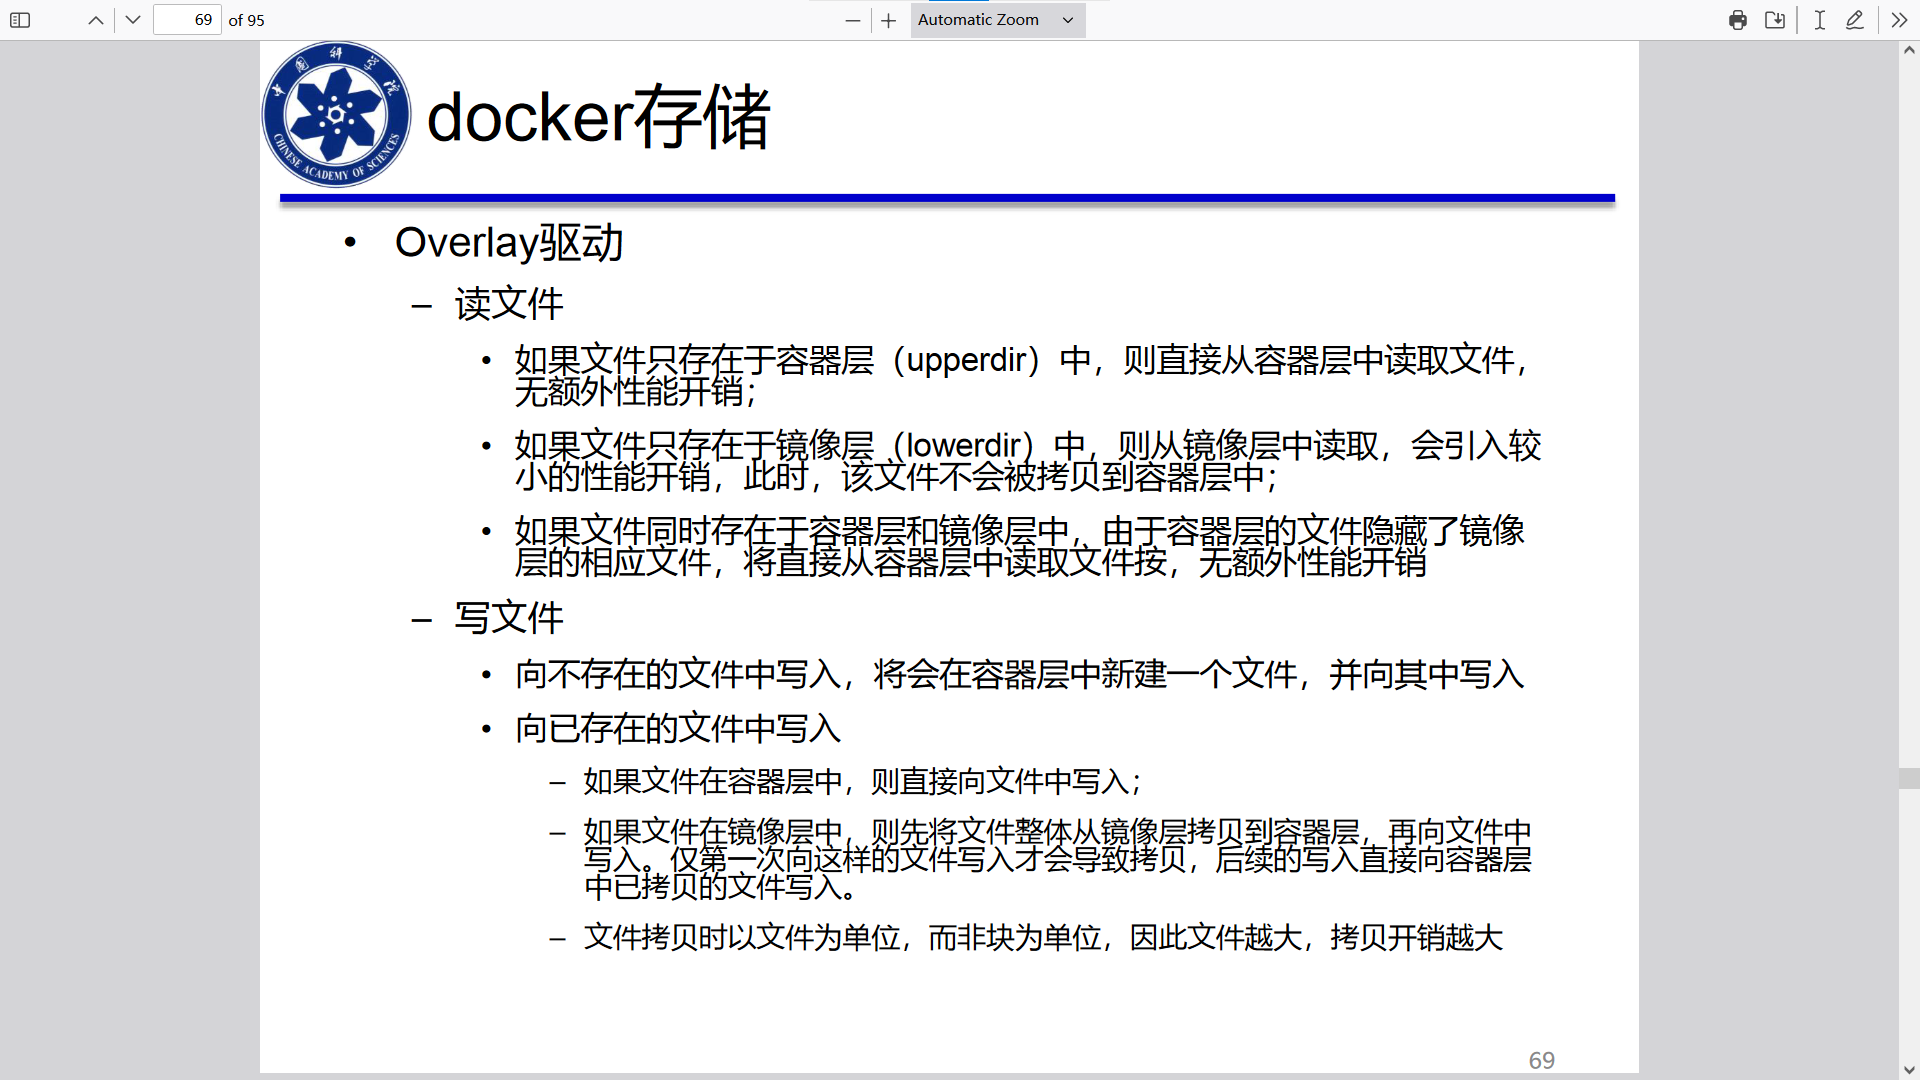 69 of 95
Automatic Zoom
中国科学院
CHINESE ACADEMY OF SCIENCES
docker存储
• Overlay驱动
– 读文件
• 如果文件只存在于容器层（upperdir）中，则直接从容器层中读取文件，
无额外性能开销；
• 如果文件只存在于镜像层（lowerdir）中，则从镜像层中读取，会引入较
小的性能开销，此时，该文件不会被拷贝到容器层中；
• 如果文件同时存在于容器层和镜像层中，由于容器层的文件隐藏了镜像
层的相应文件，将直接从容器层中读取文件按，无额外性能开销
– 写文件
• 向不存在的文件中写入，将会在容器层中新建一个文件，并向其中写入
• 向已存在的文件中写入
– 如果文件在容器层中，则直接向文件中写入；
– 如果文件在镜像层中，则先将文件整体从镜像层拷贝到容器层，再向文件中
写入。仅第一次向这样的文件写入才会导致拷贝，后续的写入直接向容器层
中已拷贝的文件写入。
– 文件拷贝时以文件为单位，而非块为单位，因此文件越大，拷贝开销越大
69